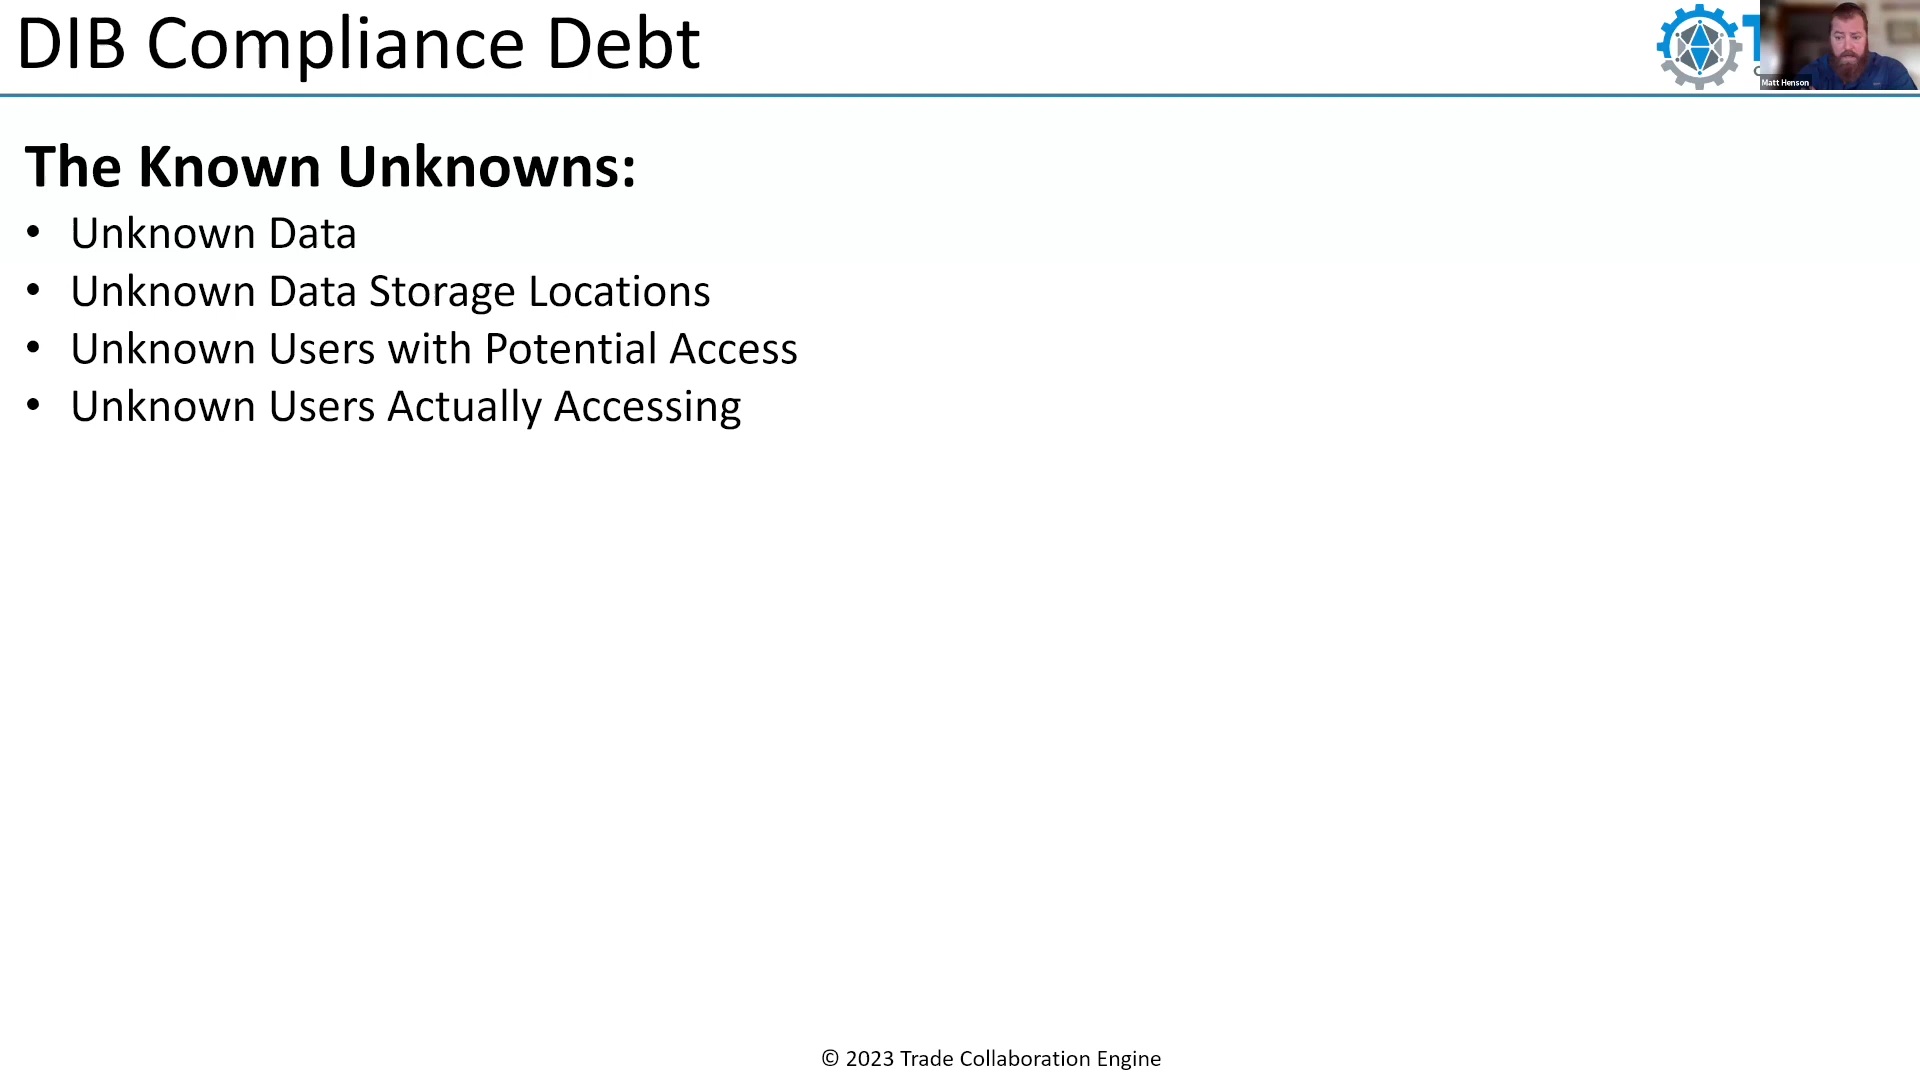 DIB Compliance Debt
Matt Henson
The Known Unknowns:
• Unknown Data
• Unknown Data Storage Locations
• Unknown Users with Potential Access
• Unknown Users Actually Accessing
© 2023 Trade Collaboration Engine